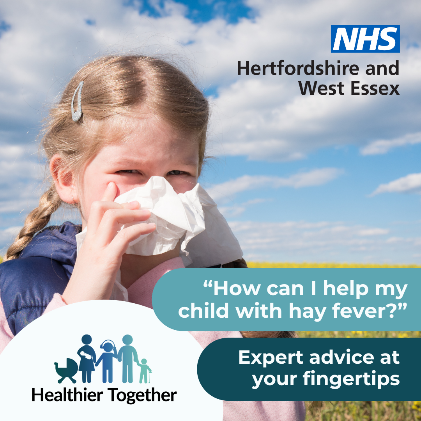 NHS
Hertfordshire and
West Essex
“How can I help my
child with hay fever?”
Expert advice at
your fingertips
Healthier Together